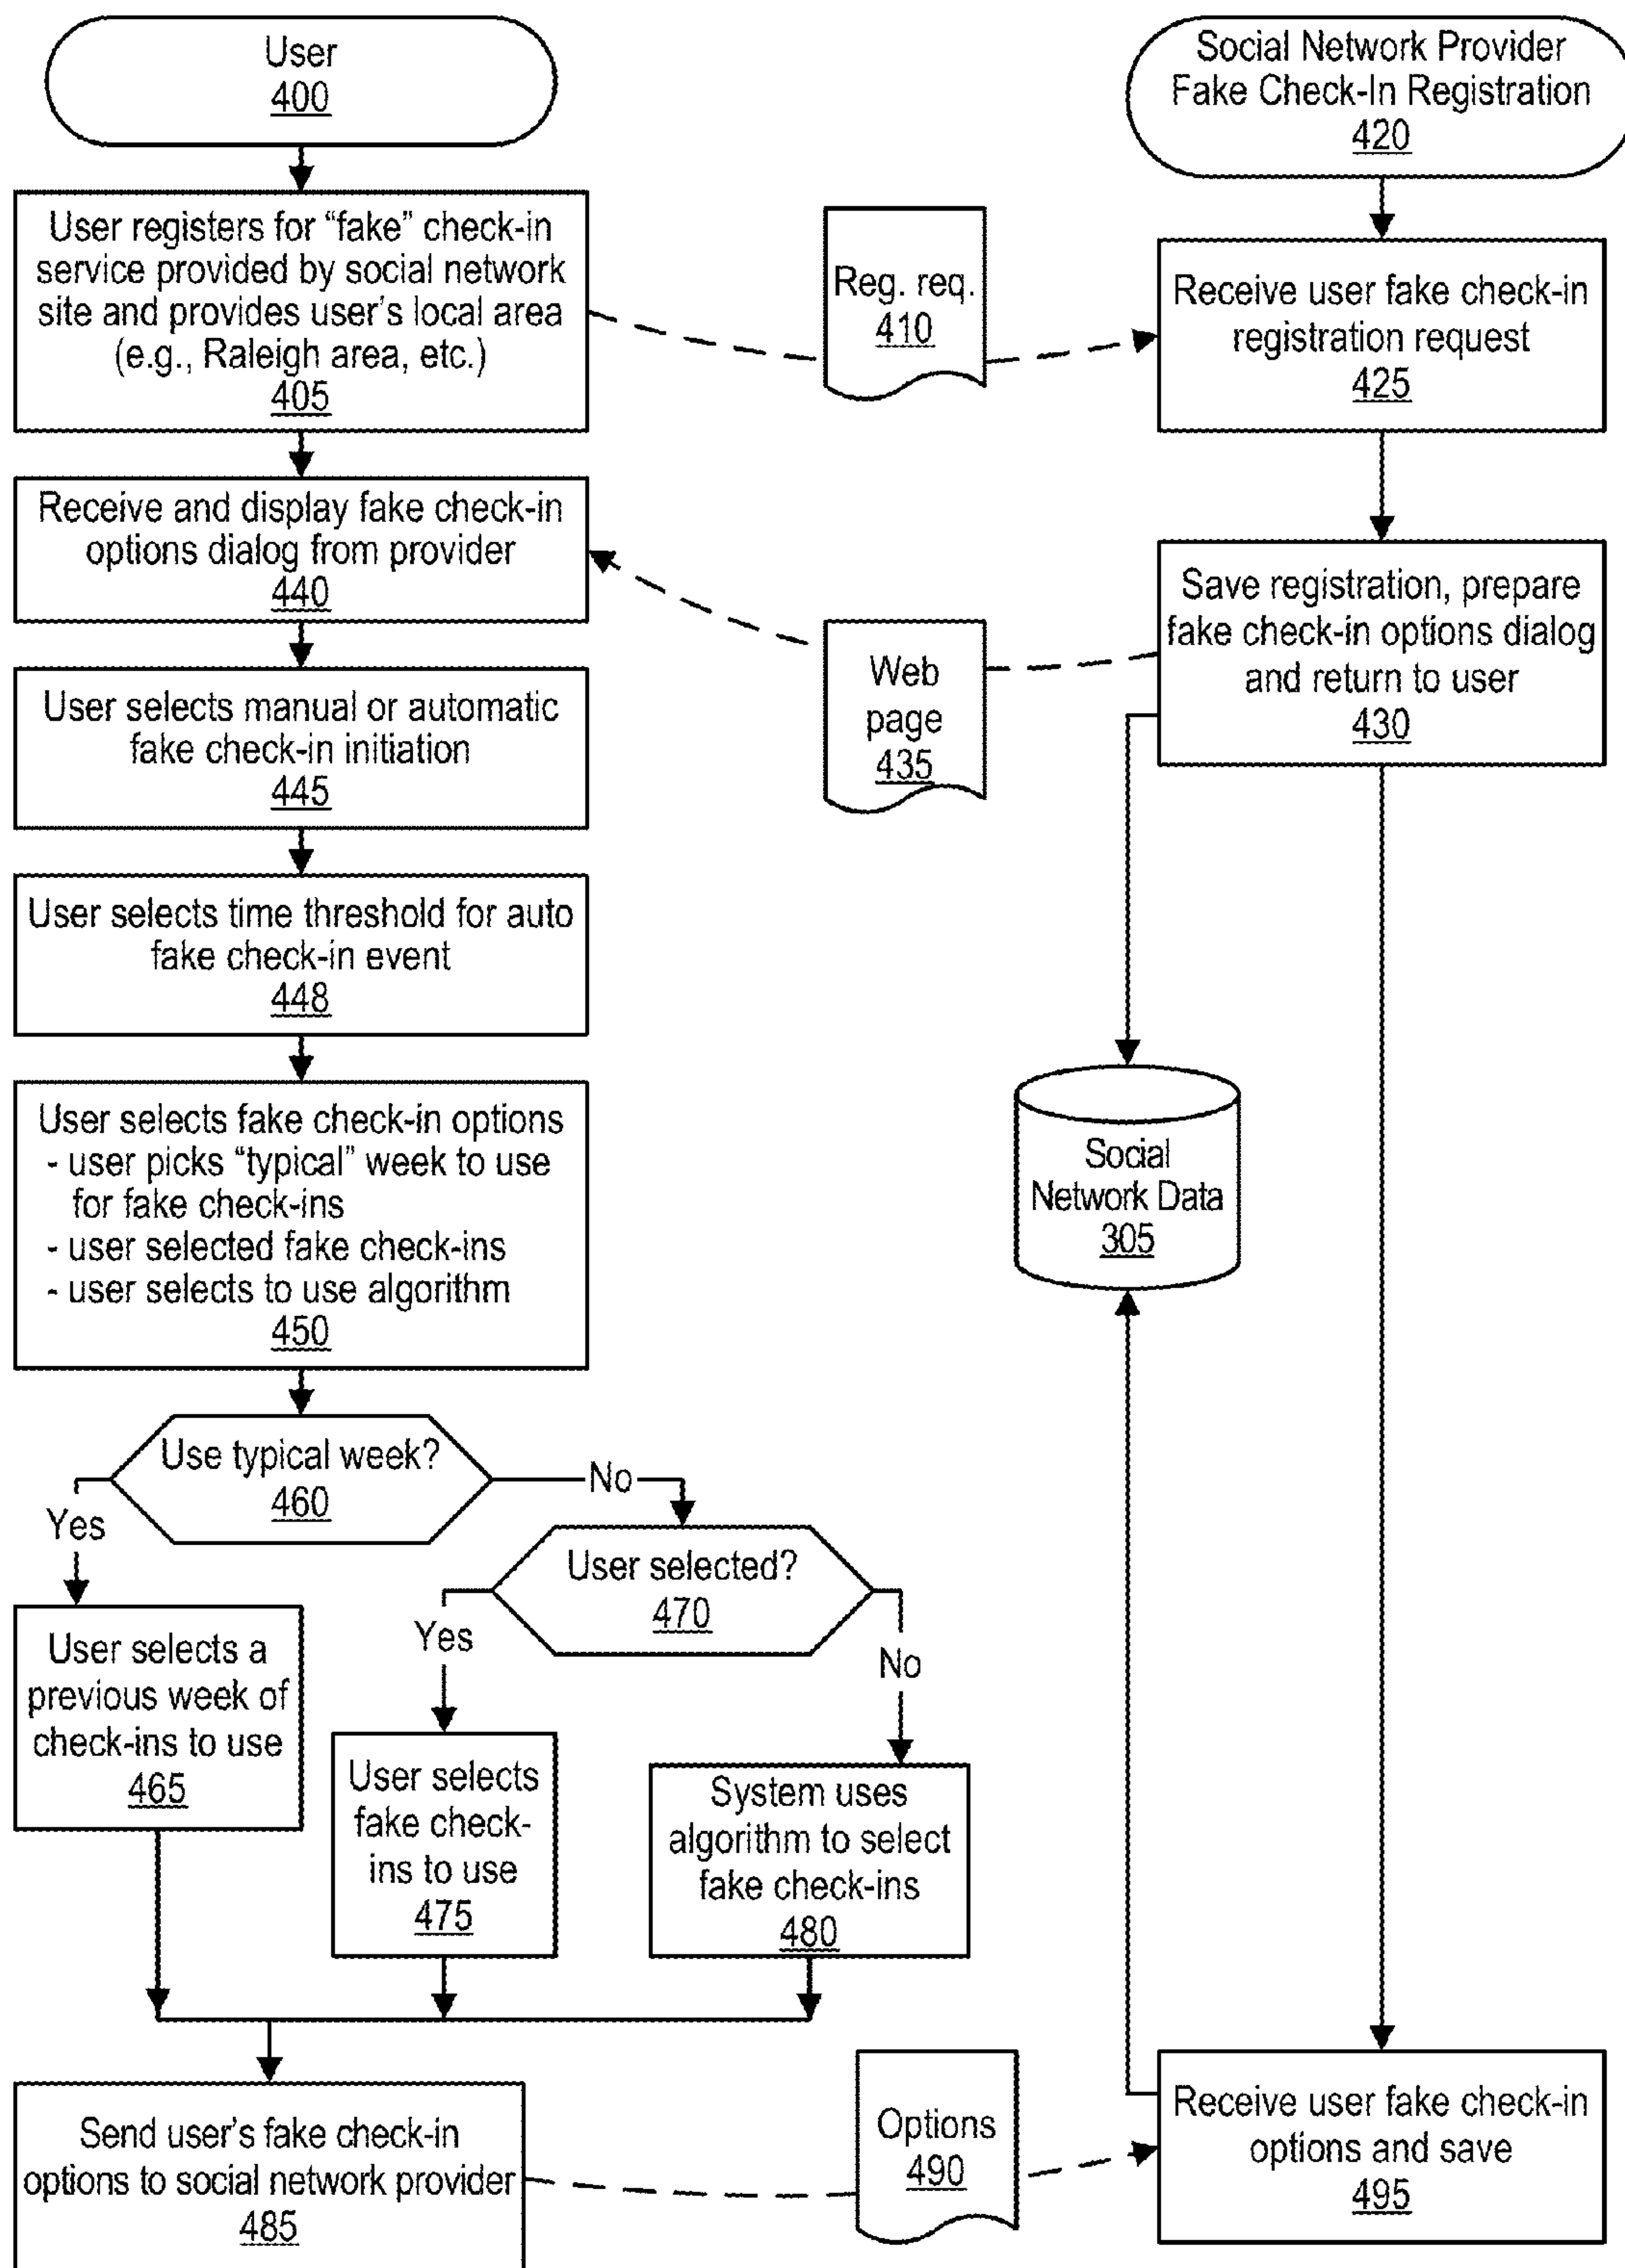 User
400
User registers for “fake” check-in
service provided by social network
site and provides user’s local area
(e.g., Raleigh area, etc.)
405
Receive and display fake check-in
options dialog from provider
440
User selects manual or automatic
fake check-in initiation
445
User selects time threshold for auto
fake check-in event
448
User selects fake check-in options
- user picks “typical” week to use
for fake check-ins
- user selected fake check-ins
- user selects to use algorithm
450
Use typical week?
460
Yes
No
User selected?
470
Yes
No
User selects a
previous week of
check-ins to use
465
User selects
fake check-
ins to use
475
System uses
algorithm to select
fake check-ins
480
Send user’s fake check-in
options to social network provider
485
Reg. req.
410
Web
page
435
Options
490
Social Network Provider
Fake Check-In Registration
420
Receive user fake check-in
registration request
425
Save registration, prepare
fake check-in options dialog
and return to user
430
Social
Network Data
305
Receive user fake check-in
options and save
495